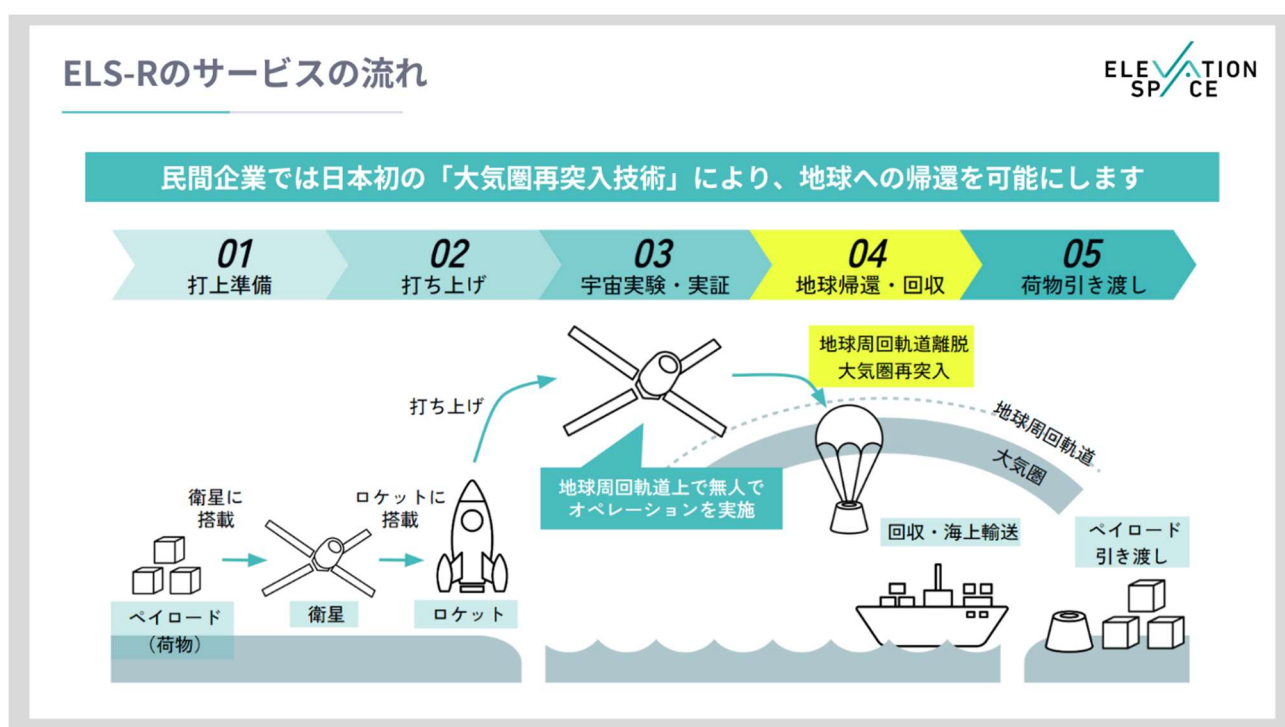 ELS-Rのサービスの流れ
ELEVATION
SPACE
民間企業では日本初の「大気圏再突入技術」により、地球への帰還を可能にします
01
打上準備
02
打ち上げ
03
宇宙実験・実証
04
地球帰還・回収
05
荷物引き渡し
地球周回軌道離脱
大気圏再突入
打ち上げ
地球周回軌道
大気圏
衛星に
搭載
ロケットに
搭載
地球周回軌道上で無人で
オペレーションを実施
回収・海上輸送
ペイロード
引き渡し
ペイロード
（荷物）
衛星
ロケット